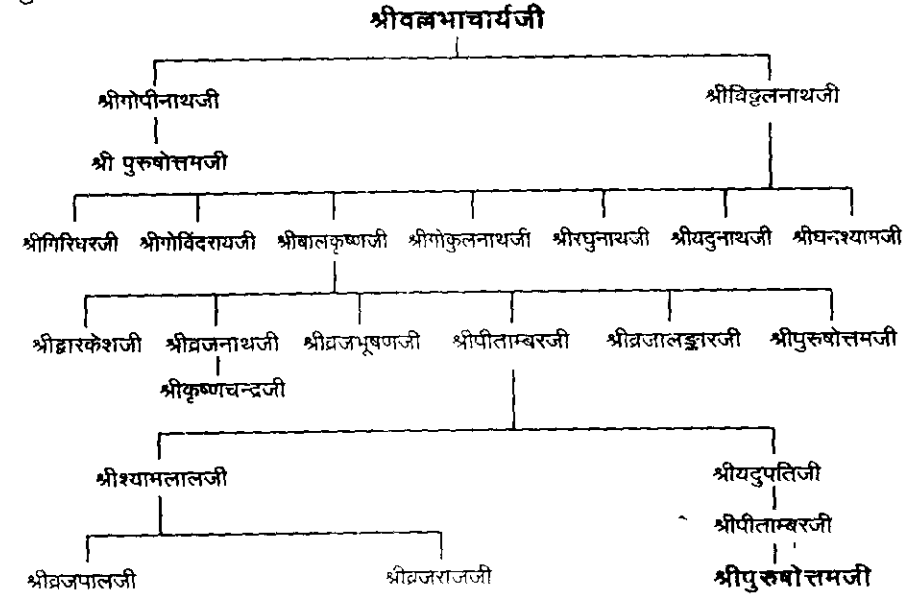 श्रीवल्लभाचार्यजी
श्रीगोपीनाथजी श्रीविठ्ठलनाथजी
श्री पुरुषोत्तमजी
श्रीगिरिधरजी श्रीगोविंदरायजी श्रीबालकृष्णजी श्रीगोकुलनाथजी श्रीरघुनाथजी श्रीयदुनाथजी श्रीघनश्यामजी
श्रीद्वारकेशजी श्रीव्रजनाथजी श्रीव्रजभूषणजी श्रीपीताम्बरजी श्रीव्रजालङ्कारजी श्रीपुरुषोत्तमजी
श्रीकृष्णचन्द्रजी
श्रीश्यामलालजी श्रीयदुपतिजी
श्रीपीताम्बरजी
श्रीव्रजपालजी श्रीव्रजराजजी श्रीपुरुषोत्तमजी